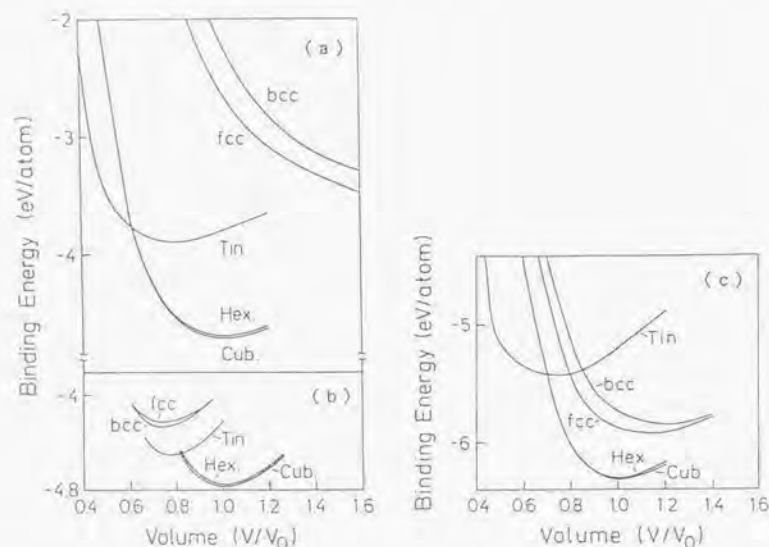 -2
-3
-4
Binding Energy (eV/atom)
(a)
bcc
fcc
Tin
Hex.
Cub.
-4
-4.8
(b)
fcc
bcc
Tin
Hex.
Cub.
0.4 0.6 0.8 1.0 1.2 1.4 1.6
Volume (V/V₀)
Binding Energy (eV/atom)
-5
-6
(c)
Tin
bcc
fcc
Hex
Cub
0.4 0.6 0.8 1.0 1.2 1.4 1.6
Volume (V/V₀)